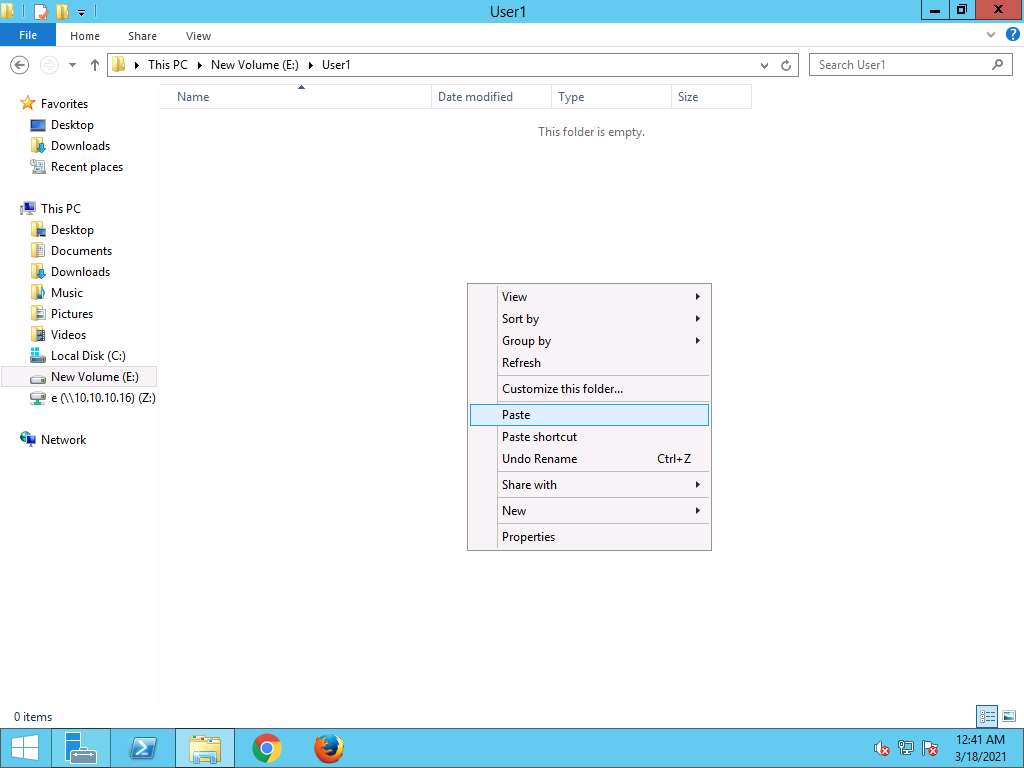 User1
File Home Share View
This PC New Volume (E:) User1
Search User1
Name Date modified Type Size
This folder is empty.
Favorites
Desktop
Downloads
Recent places
This PC
Desktop
Documents
Downloads
Music
Pictures
Videos
Local Disk (C:)
New Volume (E:)
e (\\10.10.10.16) (Z:)
Network
View
Sort by
Group by
Refresh
Customize this folder...
Paste
Paste shortcut
Undo Rename Ctrl+Z
Share with
New
Properties
0 items
12:41 AM
3/18/2021